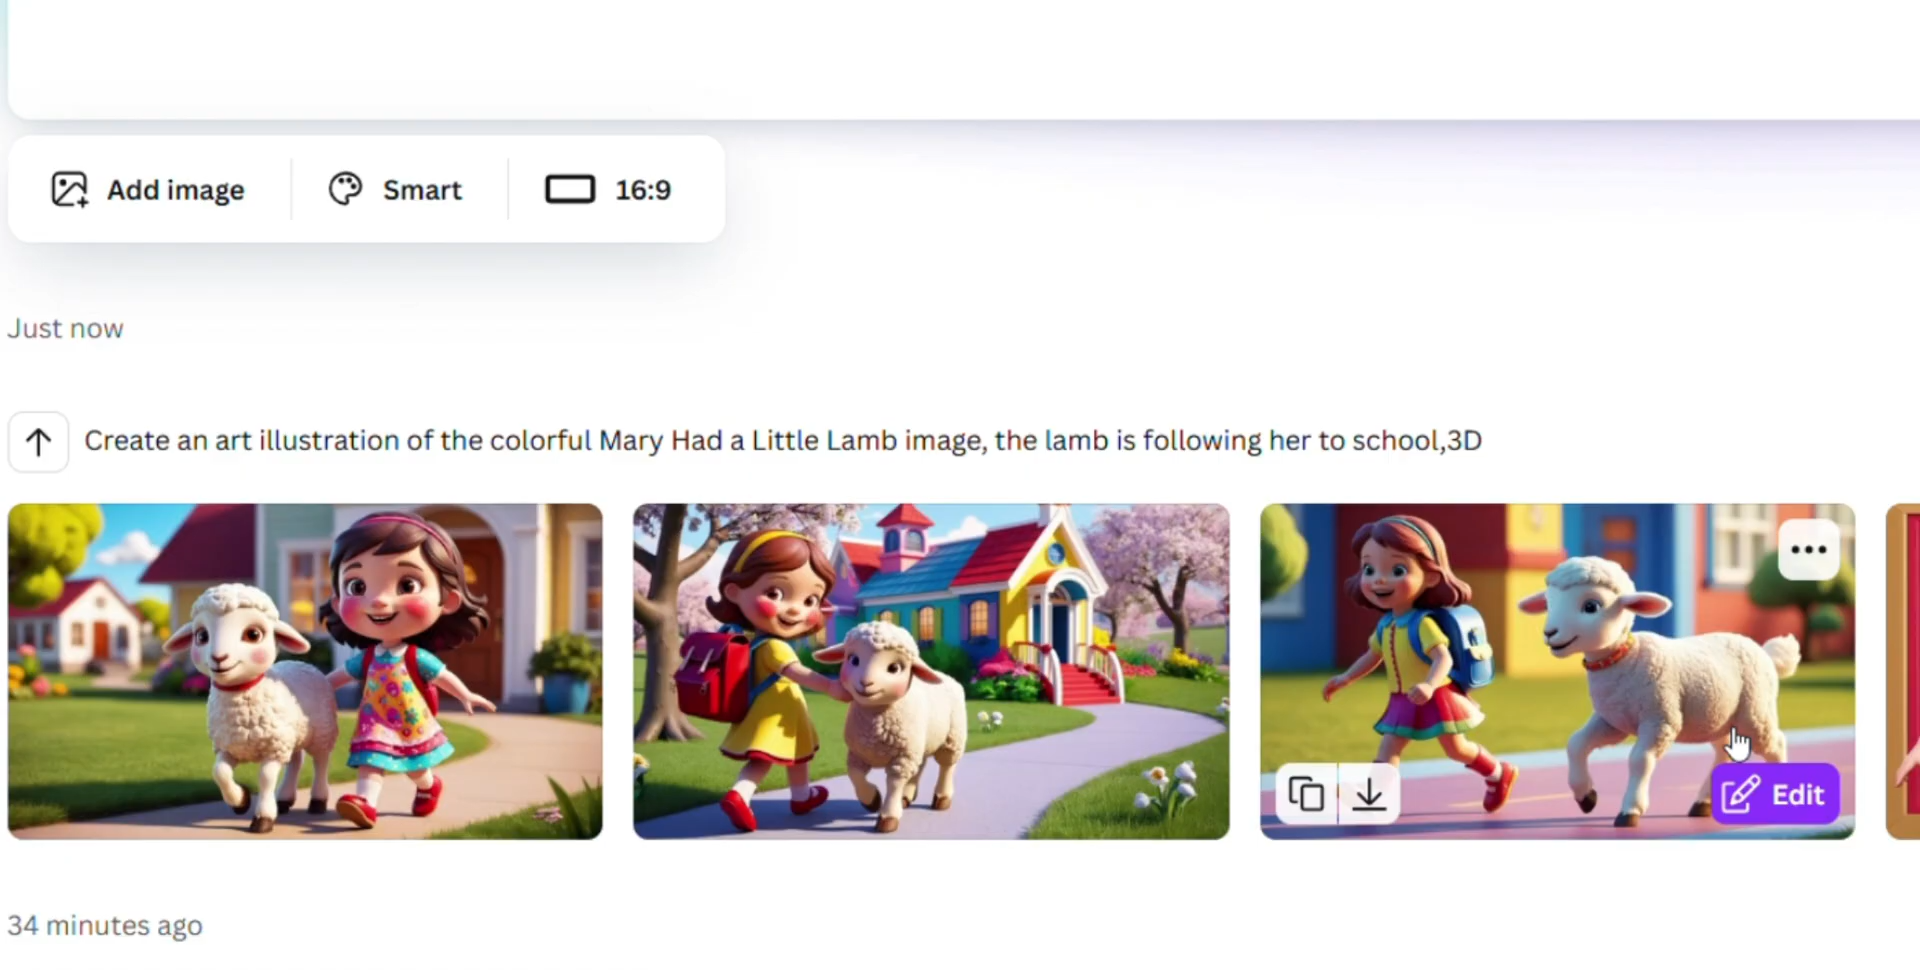 Add image
Smart
16:9
Just now
Create an art illustration of the colorful Mary Had a Little Lamb image, the lamb is following her to school,3D
Edit
34 minutes ago